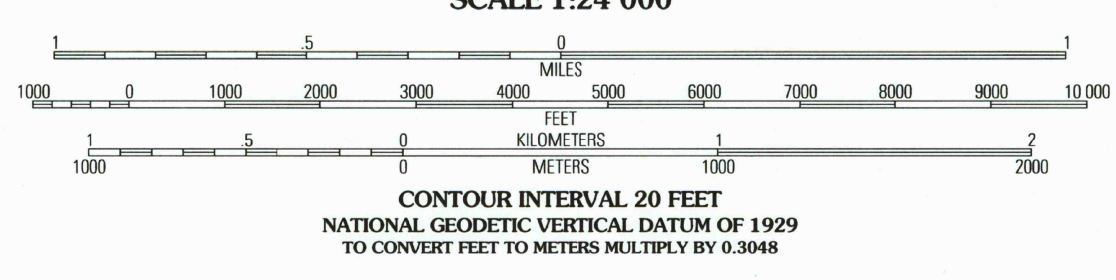 SCALE 1:24 000
1 .5 0 1
MILES
1000 0 1000 2000 3000 4000 5000 6000 7000 8000 9000 10 000
FEET
1 .5 0 KILOMETERS 1 2
1000 0 METERS 1000 2000
CONTOUR INTERVAL 20 FEET
NATIONAL GEODETIC VERTICAL DATUM OF 1929
TO CONVERT FEET TO METERS MULTIPLY BY 0.3048